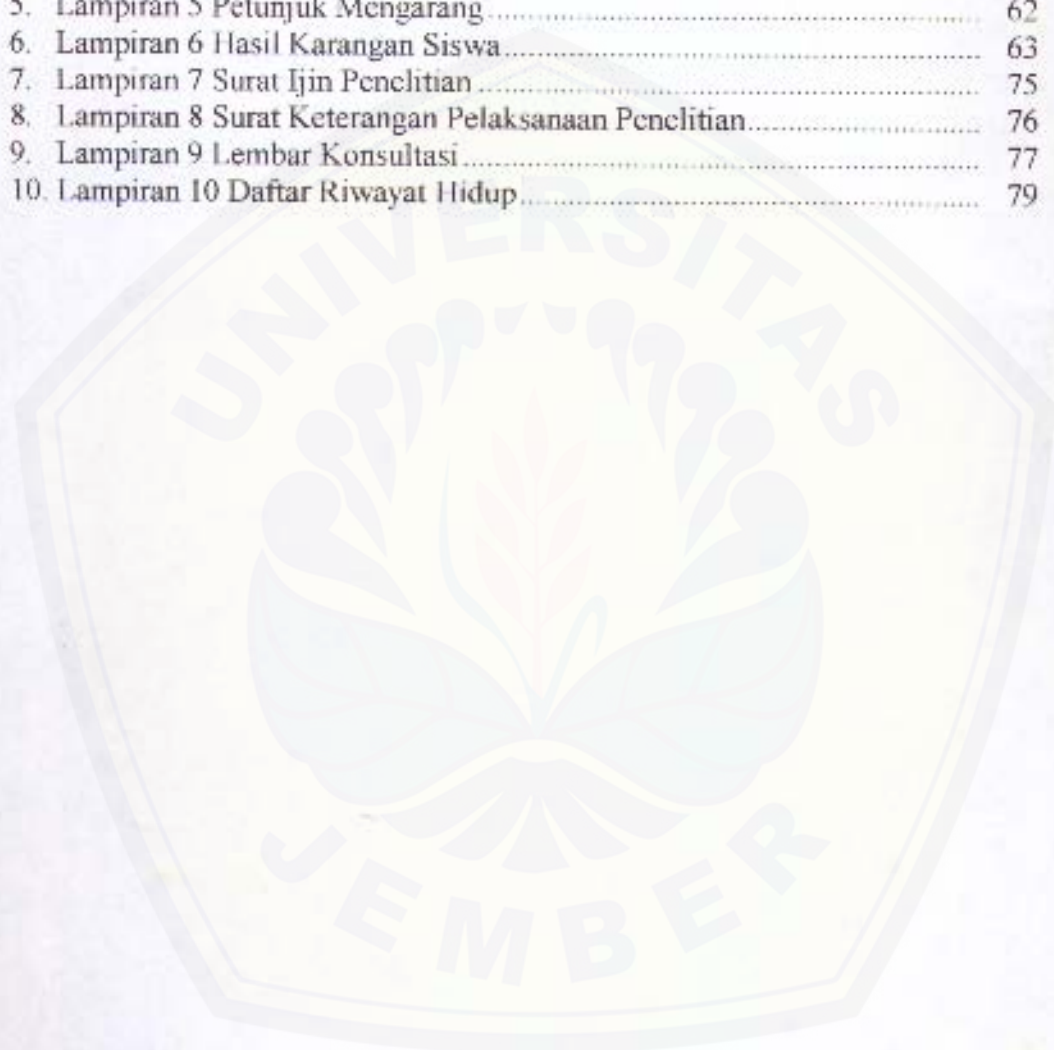 5. Lampiran 5 Petunjuk Mengarang ........ 62
6. Lampiran 6 Hasil Karangan Siswa ........ 63
7. Lampiran 7 Surat Ijin Penelitian ........ 75
8. Lampiran 8 Surat Keterangan Pelaksanaan Penelitian ........ 76
9. Lampiran 9 Lembar Konsultasi ........ 77
10. Lampiran 10 Daftar Riwayat Hidup ........ 79
UNIVERSITAS
JEMBER